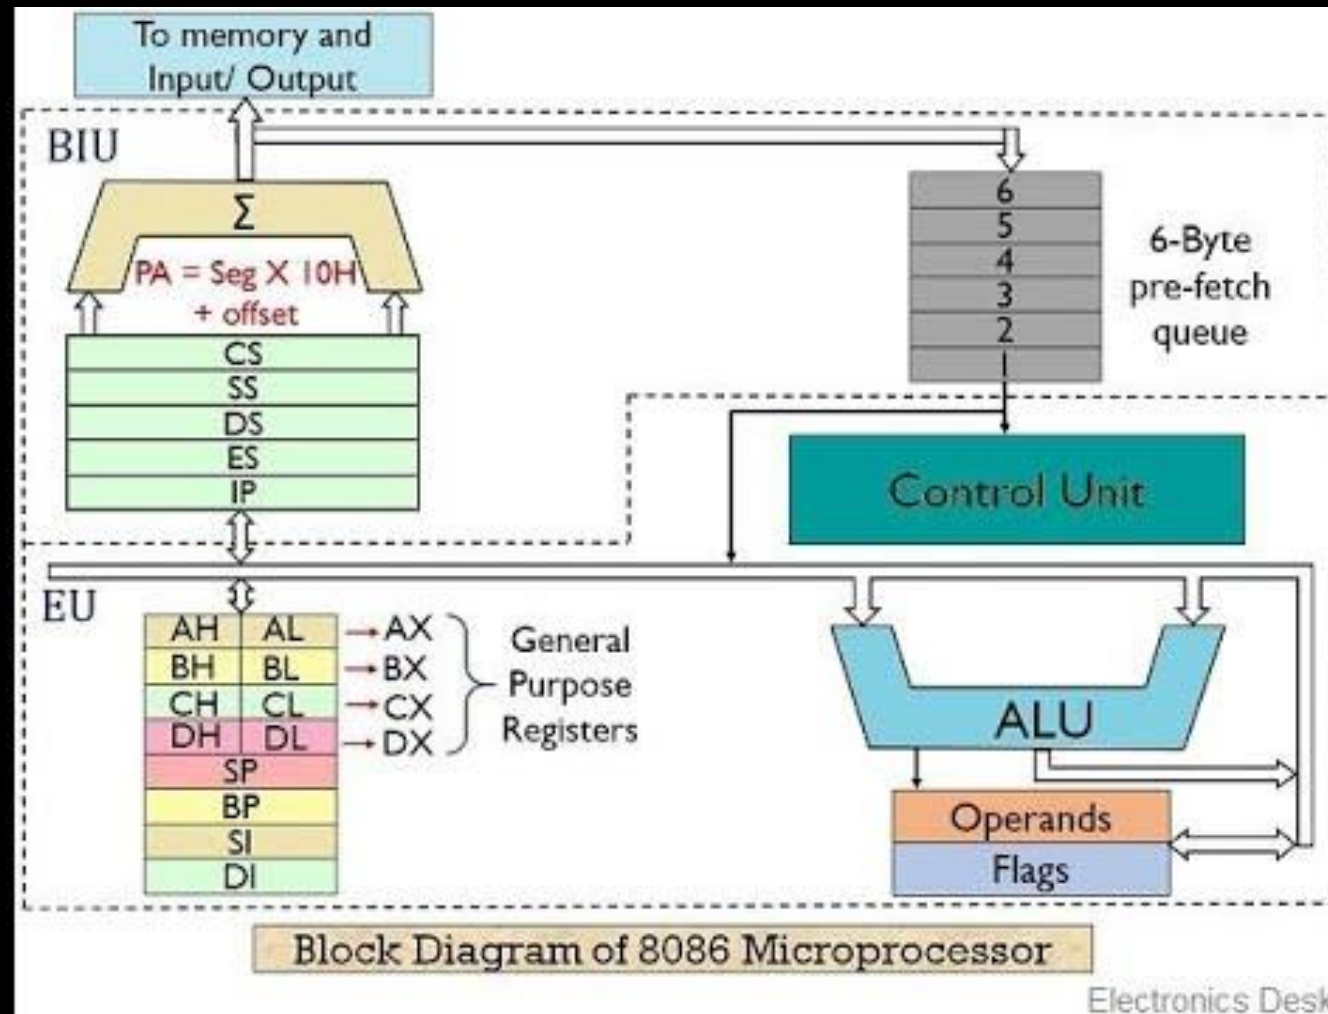 To memory and
Input/ Output
BIU
Σ
PA = Seg X 10H
+ offset
CS
SS
DS
ES
IP
6
5
4
3
2
1
6-Byte
pre-fetch
queue
Control Unit
EU
AH AL AX
BH BL BX
CH CL CX
DH DL DX
SP
BP
SI
DI
General
Purpose
Registers
ALU
Operands
Flags
Block Diagram of 8086 Microprocessor
Electronics Desk